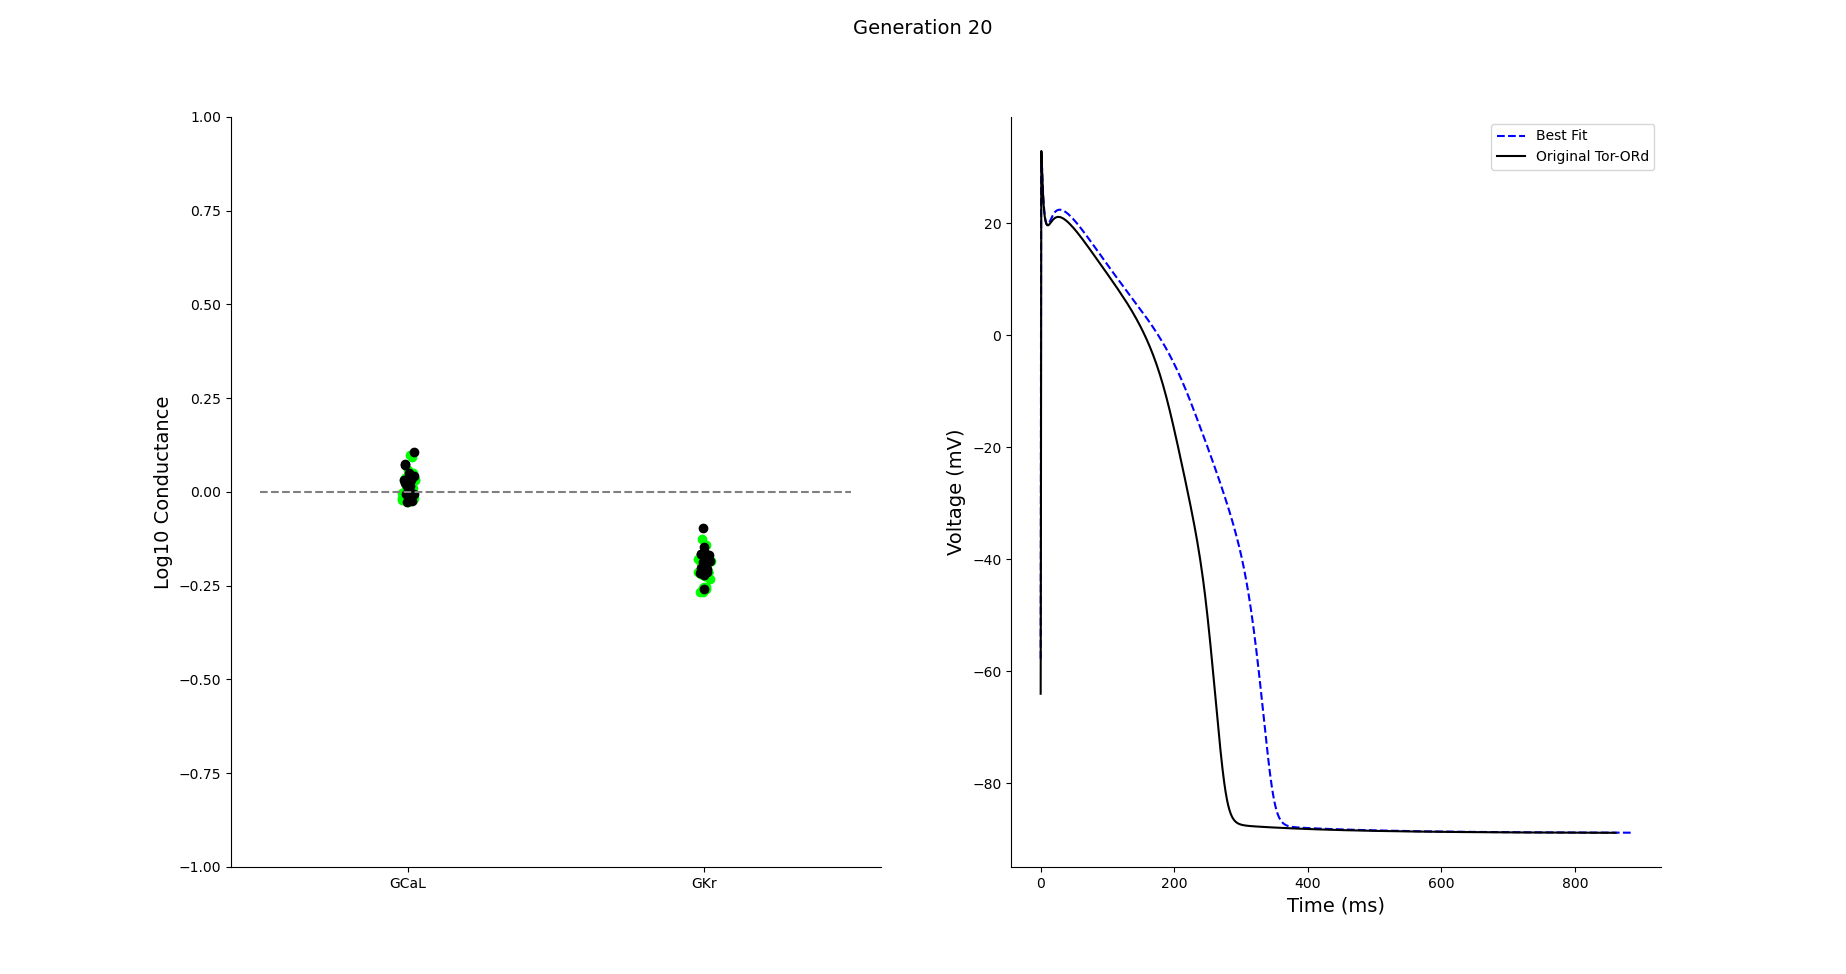 Generation 20
1.00
0.75
0.50
0.25
0.00
−0.25
−0.50
−0.75
−1.00
Log10 Conductance
GCaL
GKr
Best Fit
Original Tor-ORd
20
0
−20
−40
−60
−80
Voltage (mV)
0
200
400
600
800
Time (ms)